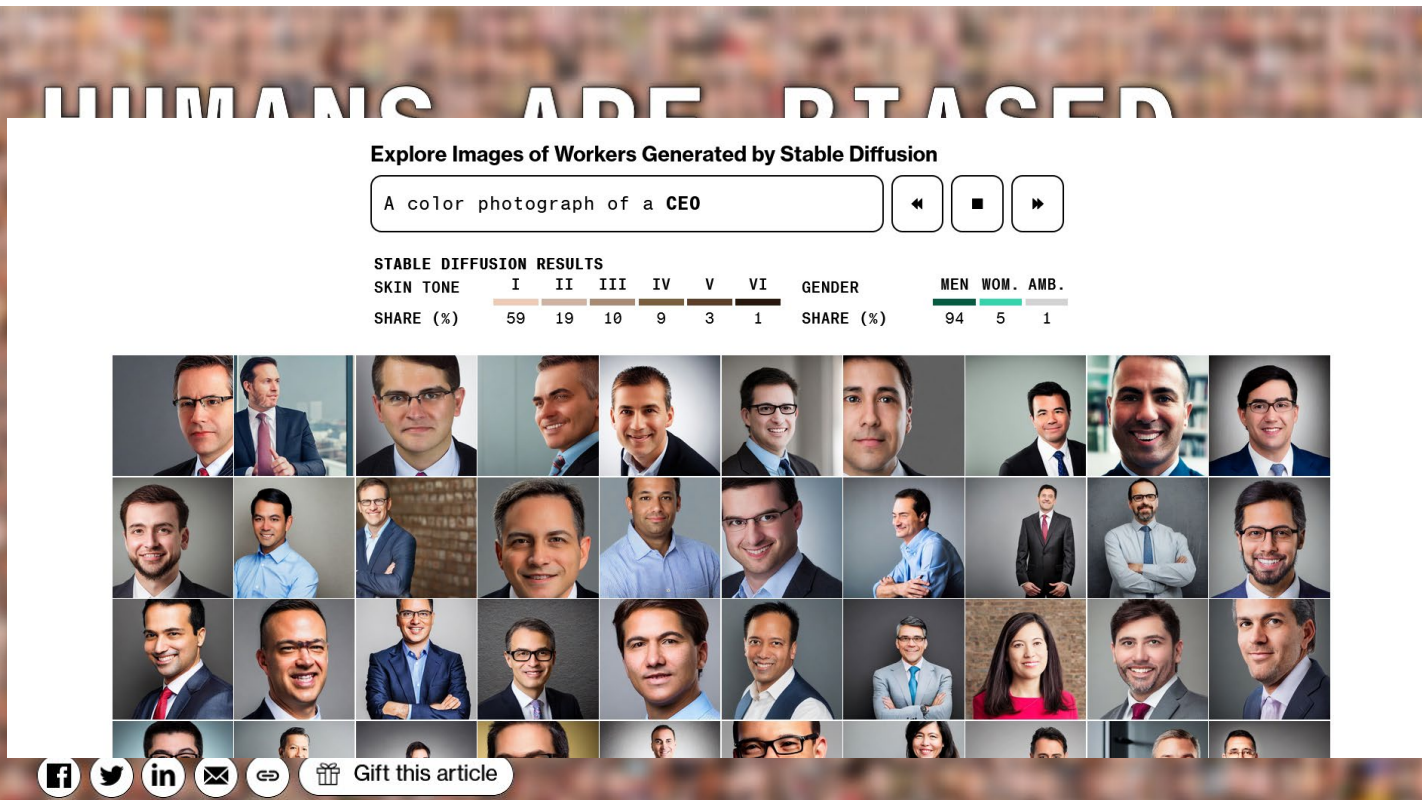 HUMANS ARE BIASED
Explore Images of Workers Generated by Stable Diffusion
A color photograph of a CEO
STABLE DIFFUSION RESULTS
SKIN TONE I II III IV V VI GENDER MEN WOM. AMB.
SHARE (%) 59 19 10 9 3 1 SHARE (%) 94 5 1
Gift this article